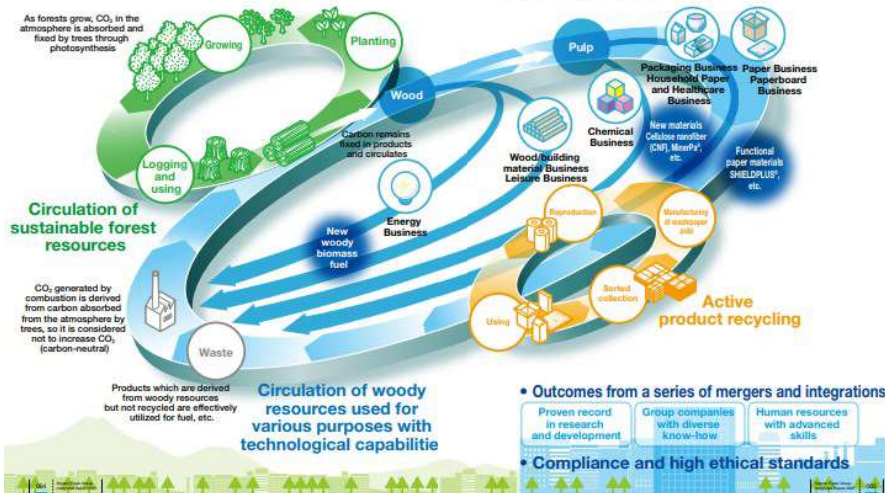 As forests grow, CO₂ in the
atmosphere is absorbed and
fixed by trees through
photosynthesis
Growing
Planting
Logging
and
using
Circulation of
sustainable forest
resources
Wood
Carbon remains
fixed in products
and circulates
Pulp
Packaging Business
Household Paper
and Healthcare
Business
Paper Business
Paperboard
Business
Chemical
Business
New materials
Cellulose nanofiber
(CNF), MinerPa®,
etc.
Functional
paper materials
SHIELDPLUS®,
etc.
Wood/building
material Business
Leisure Business
Energy
Business
New
woody
biomass
fuel
Reproduction
Manufacturing
of wastepaper
pulp
Sorted
collection
Using
Active
product recycling
CO₂ generated by
combustion is derived
from carbon absorbed
from the atmosphere by
trees, so it is considered
not to increase CO₂
(carbon-neutral)
Waste
Products which are derived
from woody resources
but not recycled are effectively
utilized for fuel, etc.
Circulation of woody
resources used for
various purposes with
technological capabilitie
• Outcomes from a series of mergers and integrations
Proven record
in research
and development
Group companies
with diverse
know-how
Human resources
with advanced
skills
• Compliance and high ethical standards